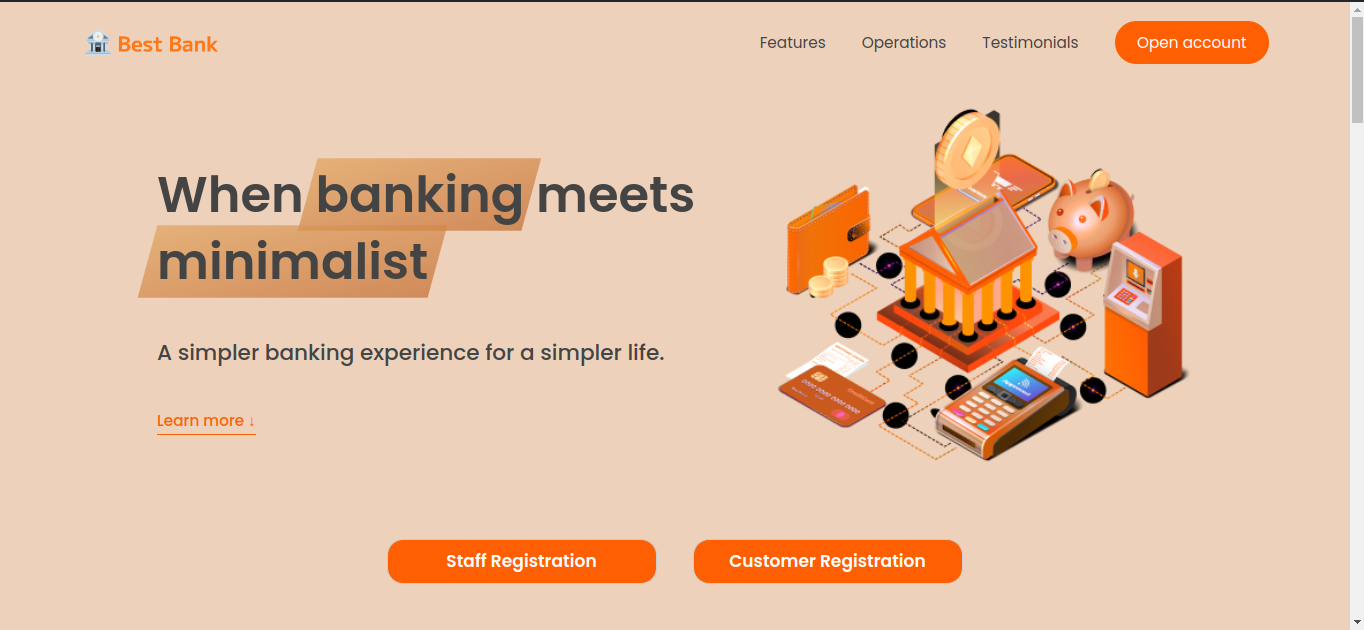 Best Bank
Features
Operations
Testimonials
Open account
When banking meets
minimalist
A simpler banking experience for a simpler life.
Learn more ↓
Staff Registration
Customer Registration